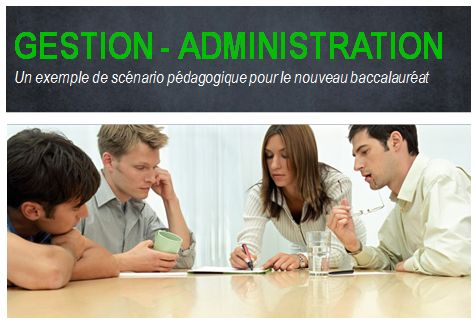 GESTION - ADMINISTRATION
Un exemple de scénario pédagogique pour le nouveau baccalauréat